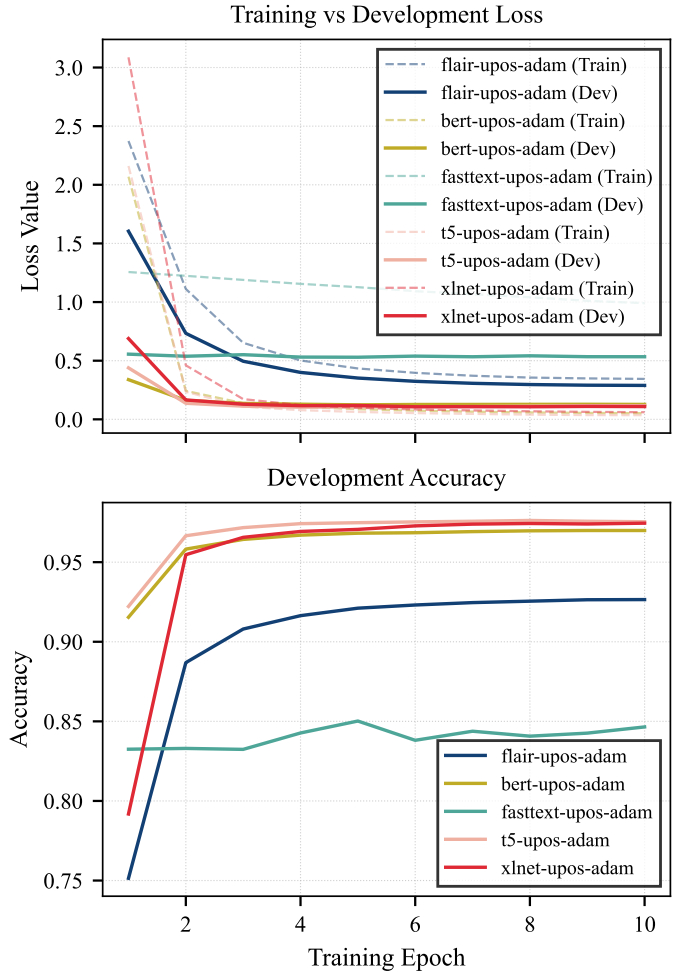 Training vs Development Loss
Loss Value
3.0
2.5
2.0
1.5
1.0
0.5
0.0
flair-upos-adam (Train)
flair-upos-adam (Dev)
bert-upos-adam (Train)
bert-upos-adam (Dev)
fasttext-upos-adam (Train)
fasttext-upos-adam (Dev)
t5-upos-adam (Train)
t5-upos-adam (Dev)
xlnet-upos-adam (Train)
xlnet-upos-adam (Dev)
Development Accuracy
Accuracy
0.95
0.90
0.85
0.80
0.75
flair-upos-adam
bert-upos-adam
fasttext-upos-adam
t5-upos-adam
xlnet-upos-adam
2 4 6 8 10
Training Epoch